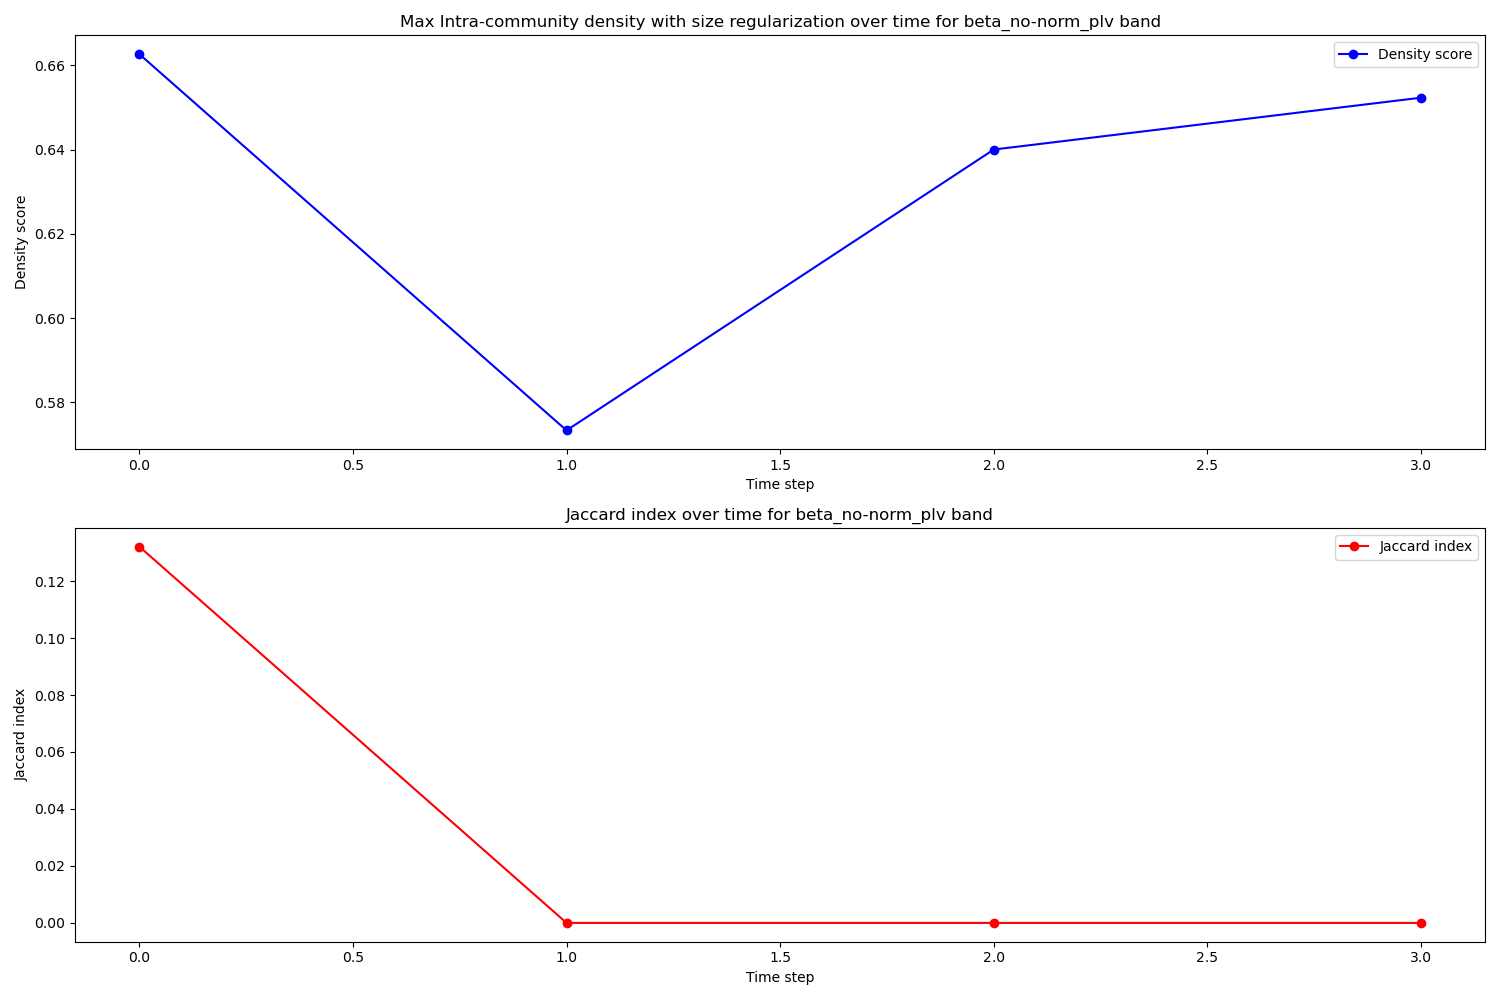 Max Intra-community density with size regularization over time for beta_no-norm_plv band
Density score
0.66
0.64
0.62
0.60
0.58
Density score
0.0 0.5 1.0 1.5 2.0 2.5 3.0
Time step
Jaccard index over time for beta_no-norm_plv band
Jaccard index
0.12
0.10
0.08
0.06
0.04
0.02
0.00
Jaccard index
0.0 0.5 1.0 1.5 2.0 2.5 3.0
Time step